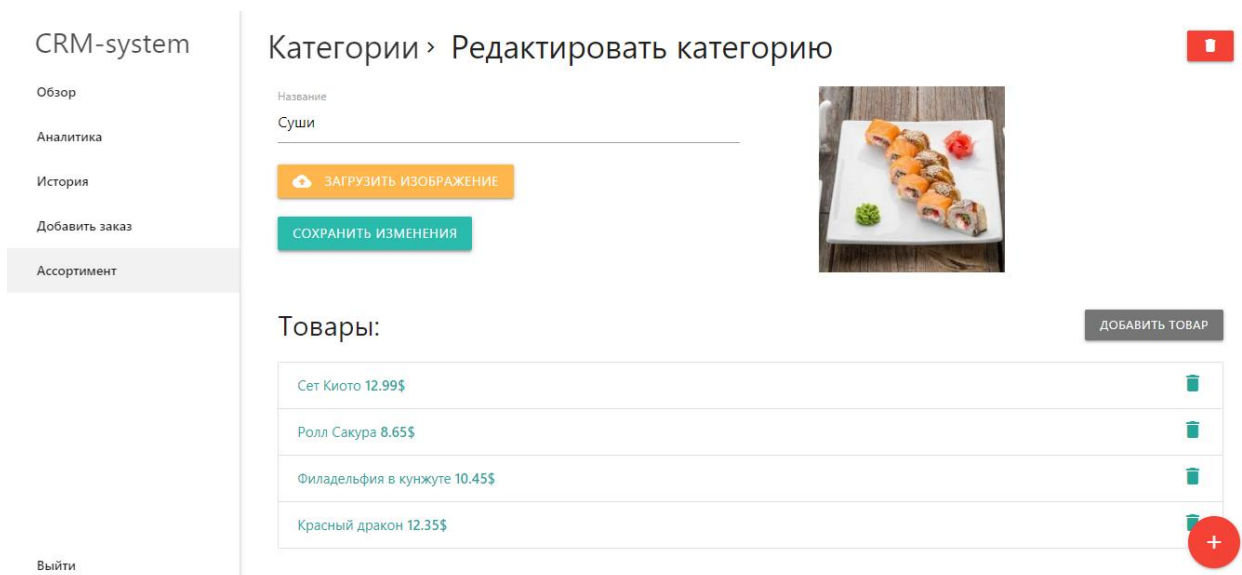 CRM-system
Обзор
Аналитика
История
Добавить заказ
Ассортимент
Выйти
Категории › Редактировать категорию
Название
Суши
ЗАГРУЗИТЬ ИЗОБРАЖЕНИЕ
СОХРАНИТЬ ИЗМЕНЕНИЯ
Товары:
ДОБАВИТЬ ТОВАР
Сет Киото 12.99$
Ролл Сакура 8.65$
Филадельфия в кунжуте 10.45$
Красный дракон 12.35$